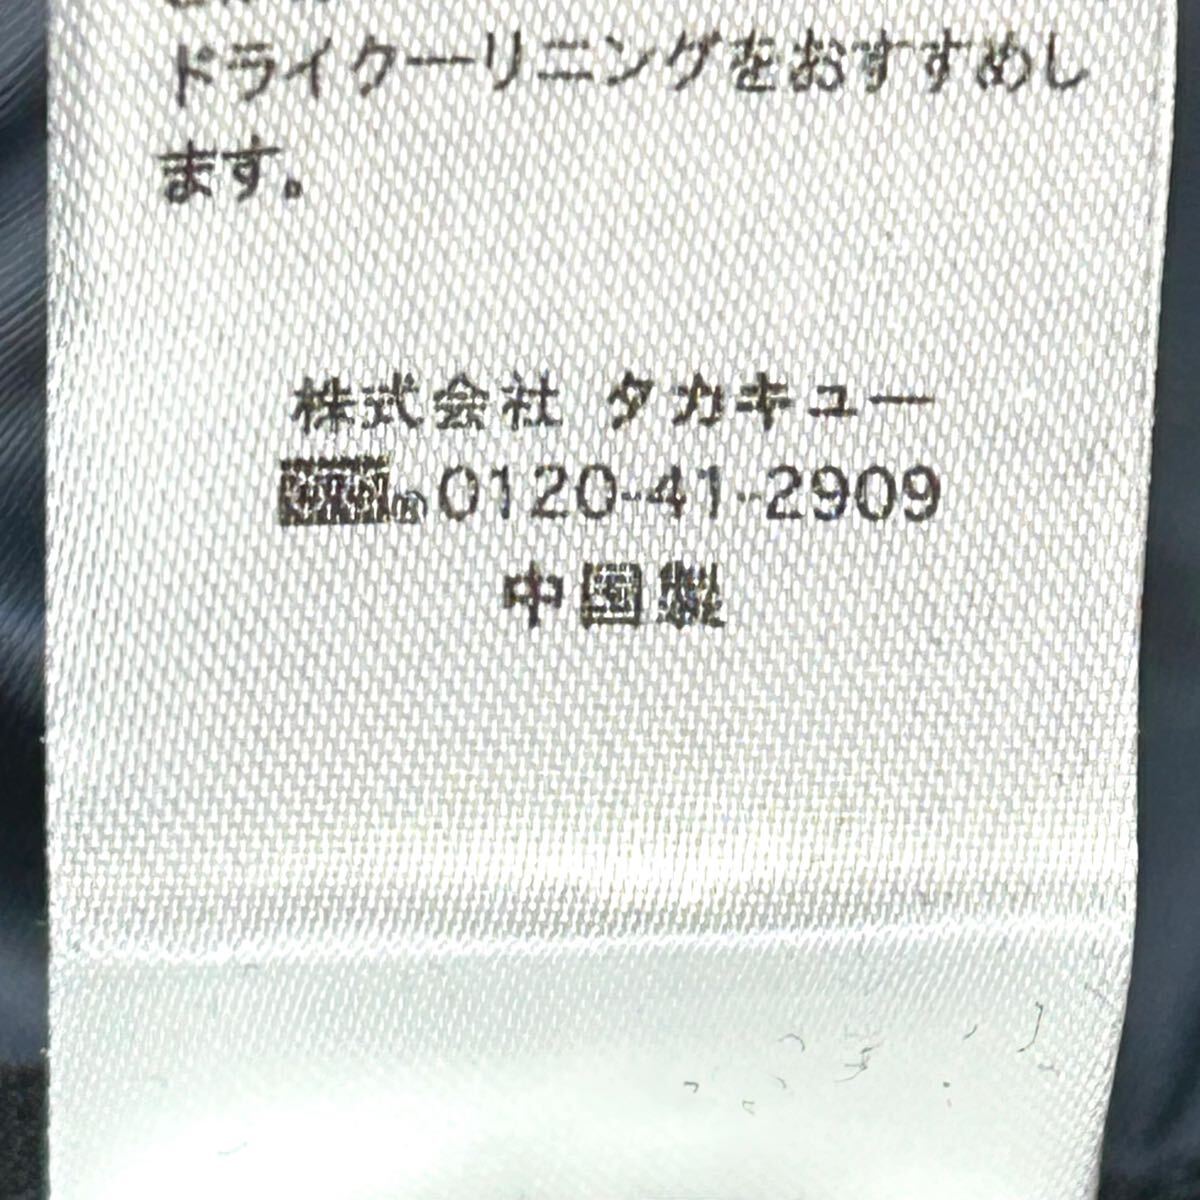 ドライクーリニングをおすすめし
ます。
株式会社 タカキュー
0120-41-2909
中国製